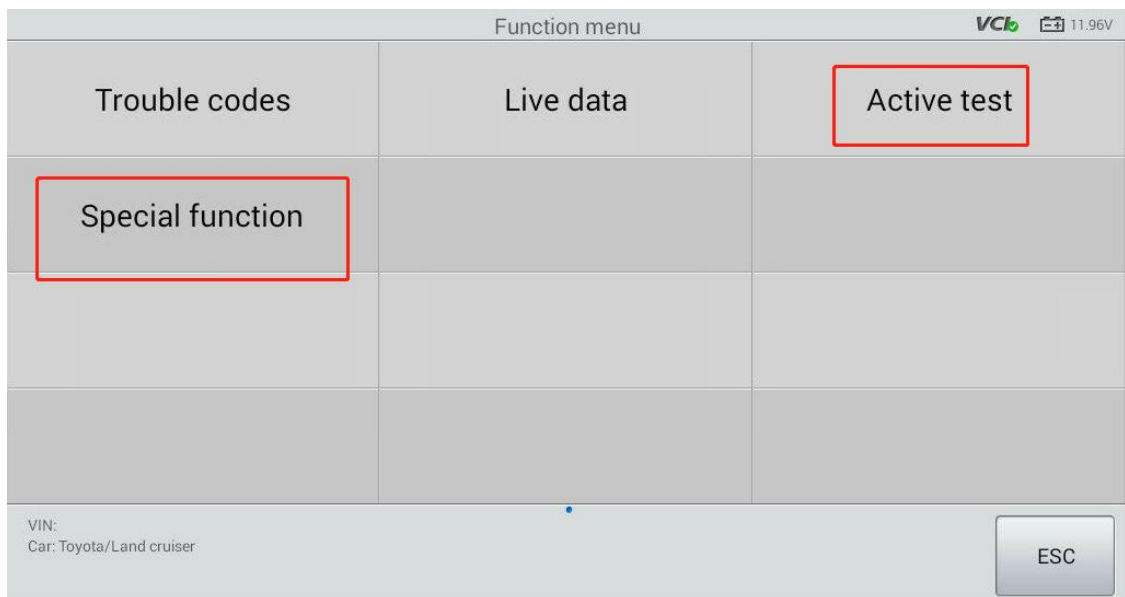 Function menu
VCI
11.96V
Trouble codes
Live data
Active test
Special function
VIN:
Car: Toyota/Land cruiser
ESC